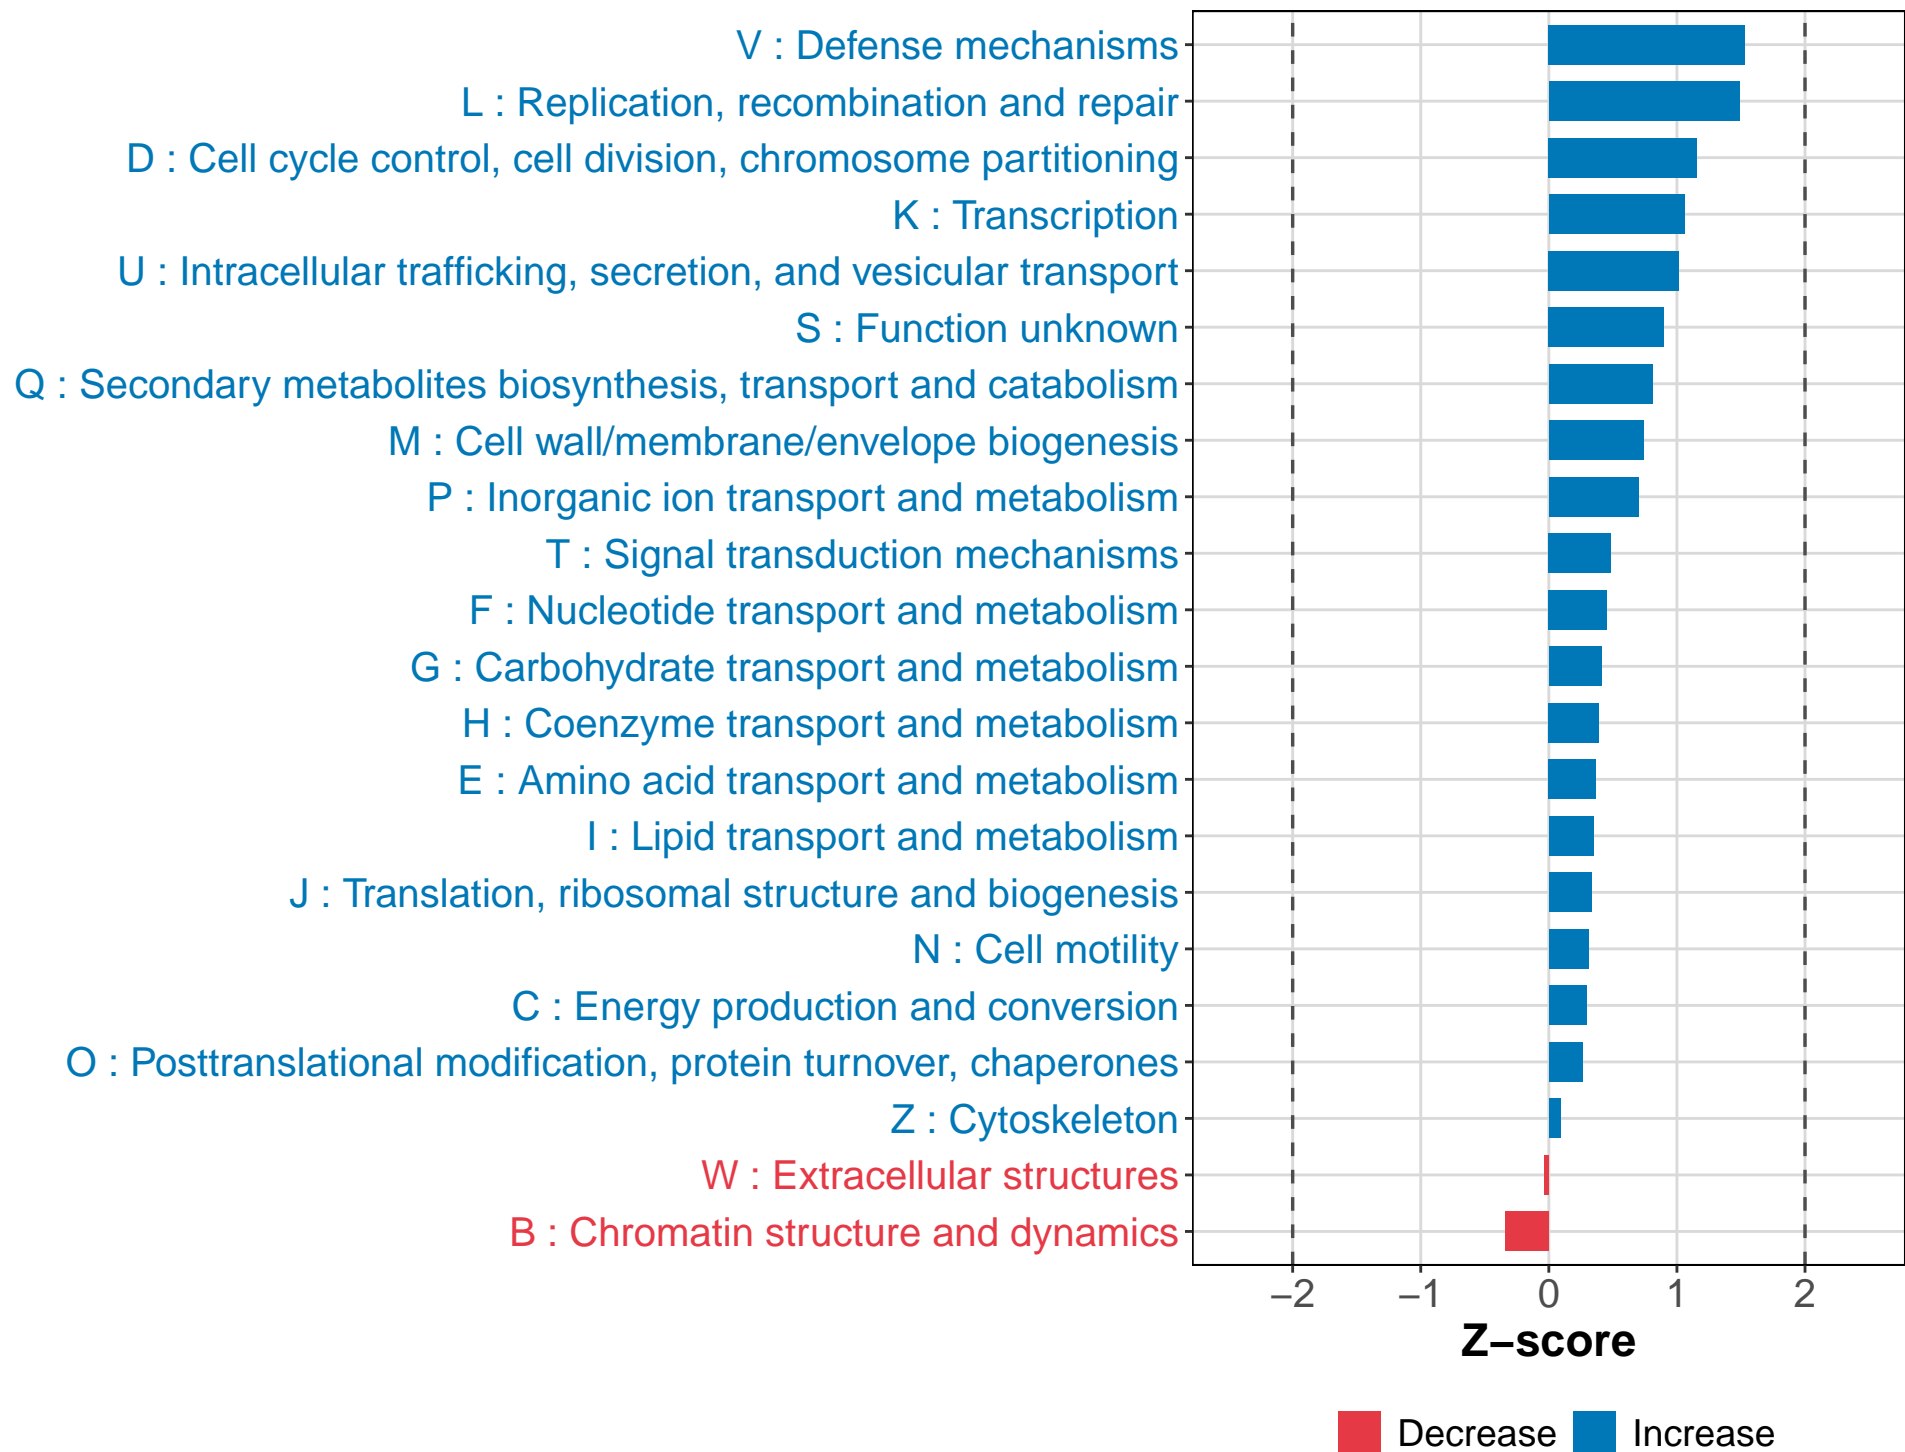 V : Defense mechanisms
L : Replication, recombination and repair
D : Cell cycle control, cell division, chromosome partitioning
K : Transcription
U : Intracellular trafficking, secretion, and vesicular transport
S : Function unknown
Q : Secondary metabolites biosynthesis, transport and catabolism
M : Cell wall/membrane/envelope biogenesis
P : Inorganic ion transport and metabolism
T : Signal transduction mechanisms
F : Nucleotide transport and metabolism
G : Carbohydrate transport and metabolism
H : Coenzyme transport and metabolism
E : Amino acid transport and metabolism
I : Lipid transport and metabolism
J : Translation, ribosomal structure and biogenesis
N : Cell motility
C : Energy production and conversion
O : Posttranslational modification, protein turnover, chaperones
Z : Cytoskeleton
W : Extracellular structures
B : Chromatin structure and dynamics
−2 −1 0 1 2
Z−score
Decrease Increase